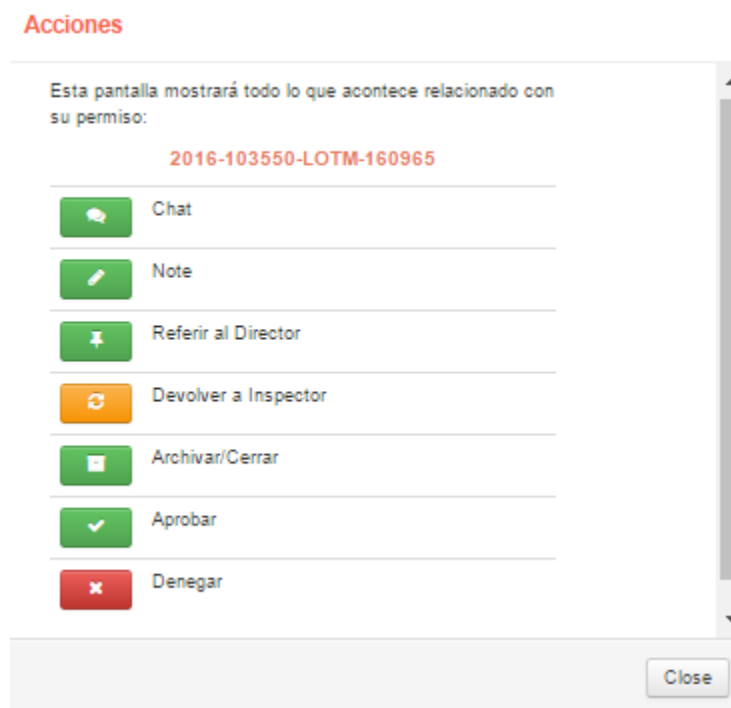 Acciones
Esta pantalla mostrará todo lo que acontece relacionado con
su permiso:
2016-103550-LOTM-160965
Chat
Note
Referir al Director
Devolver a Inspector
Archivar/Cerrar
Aprobar
Denegar
Close